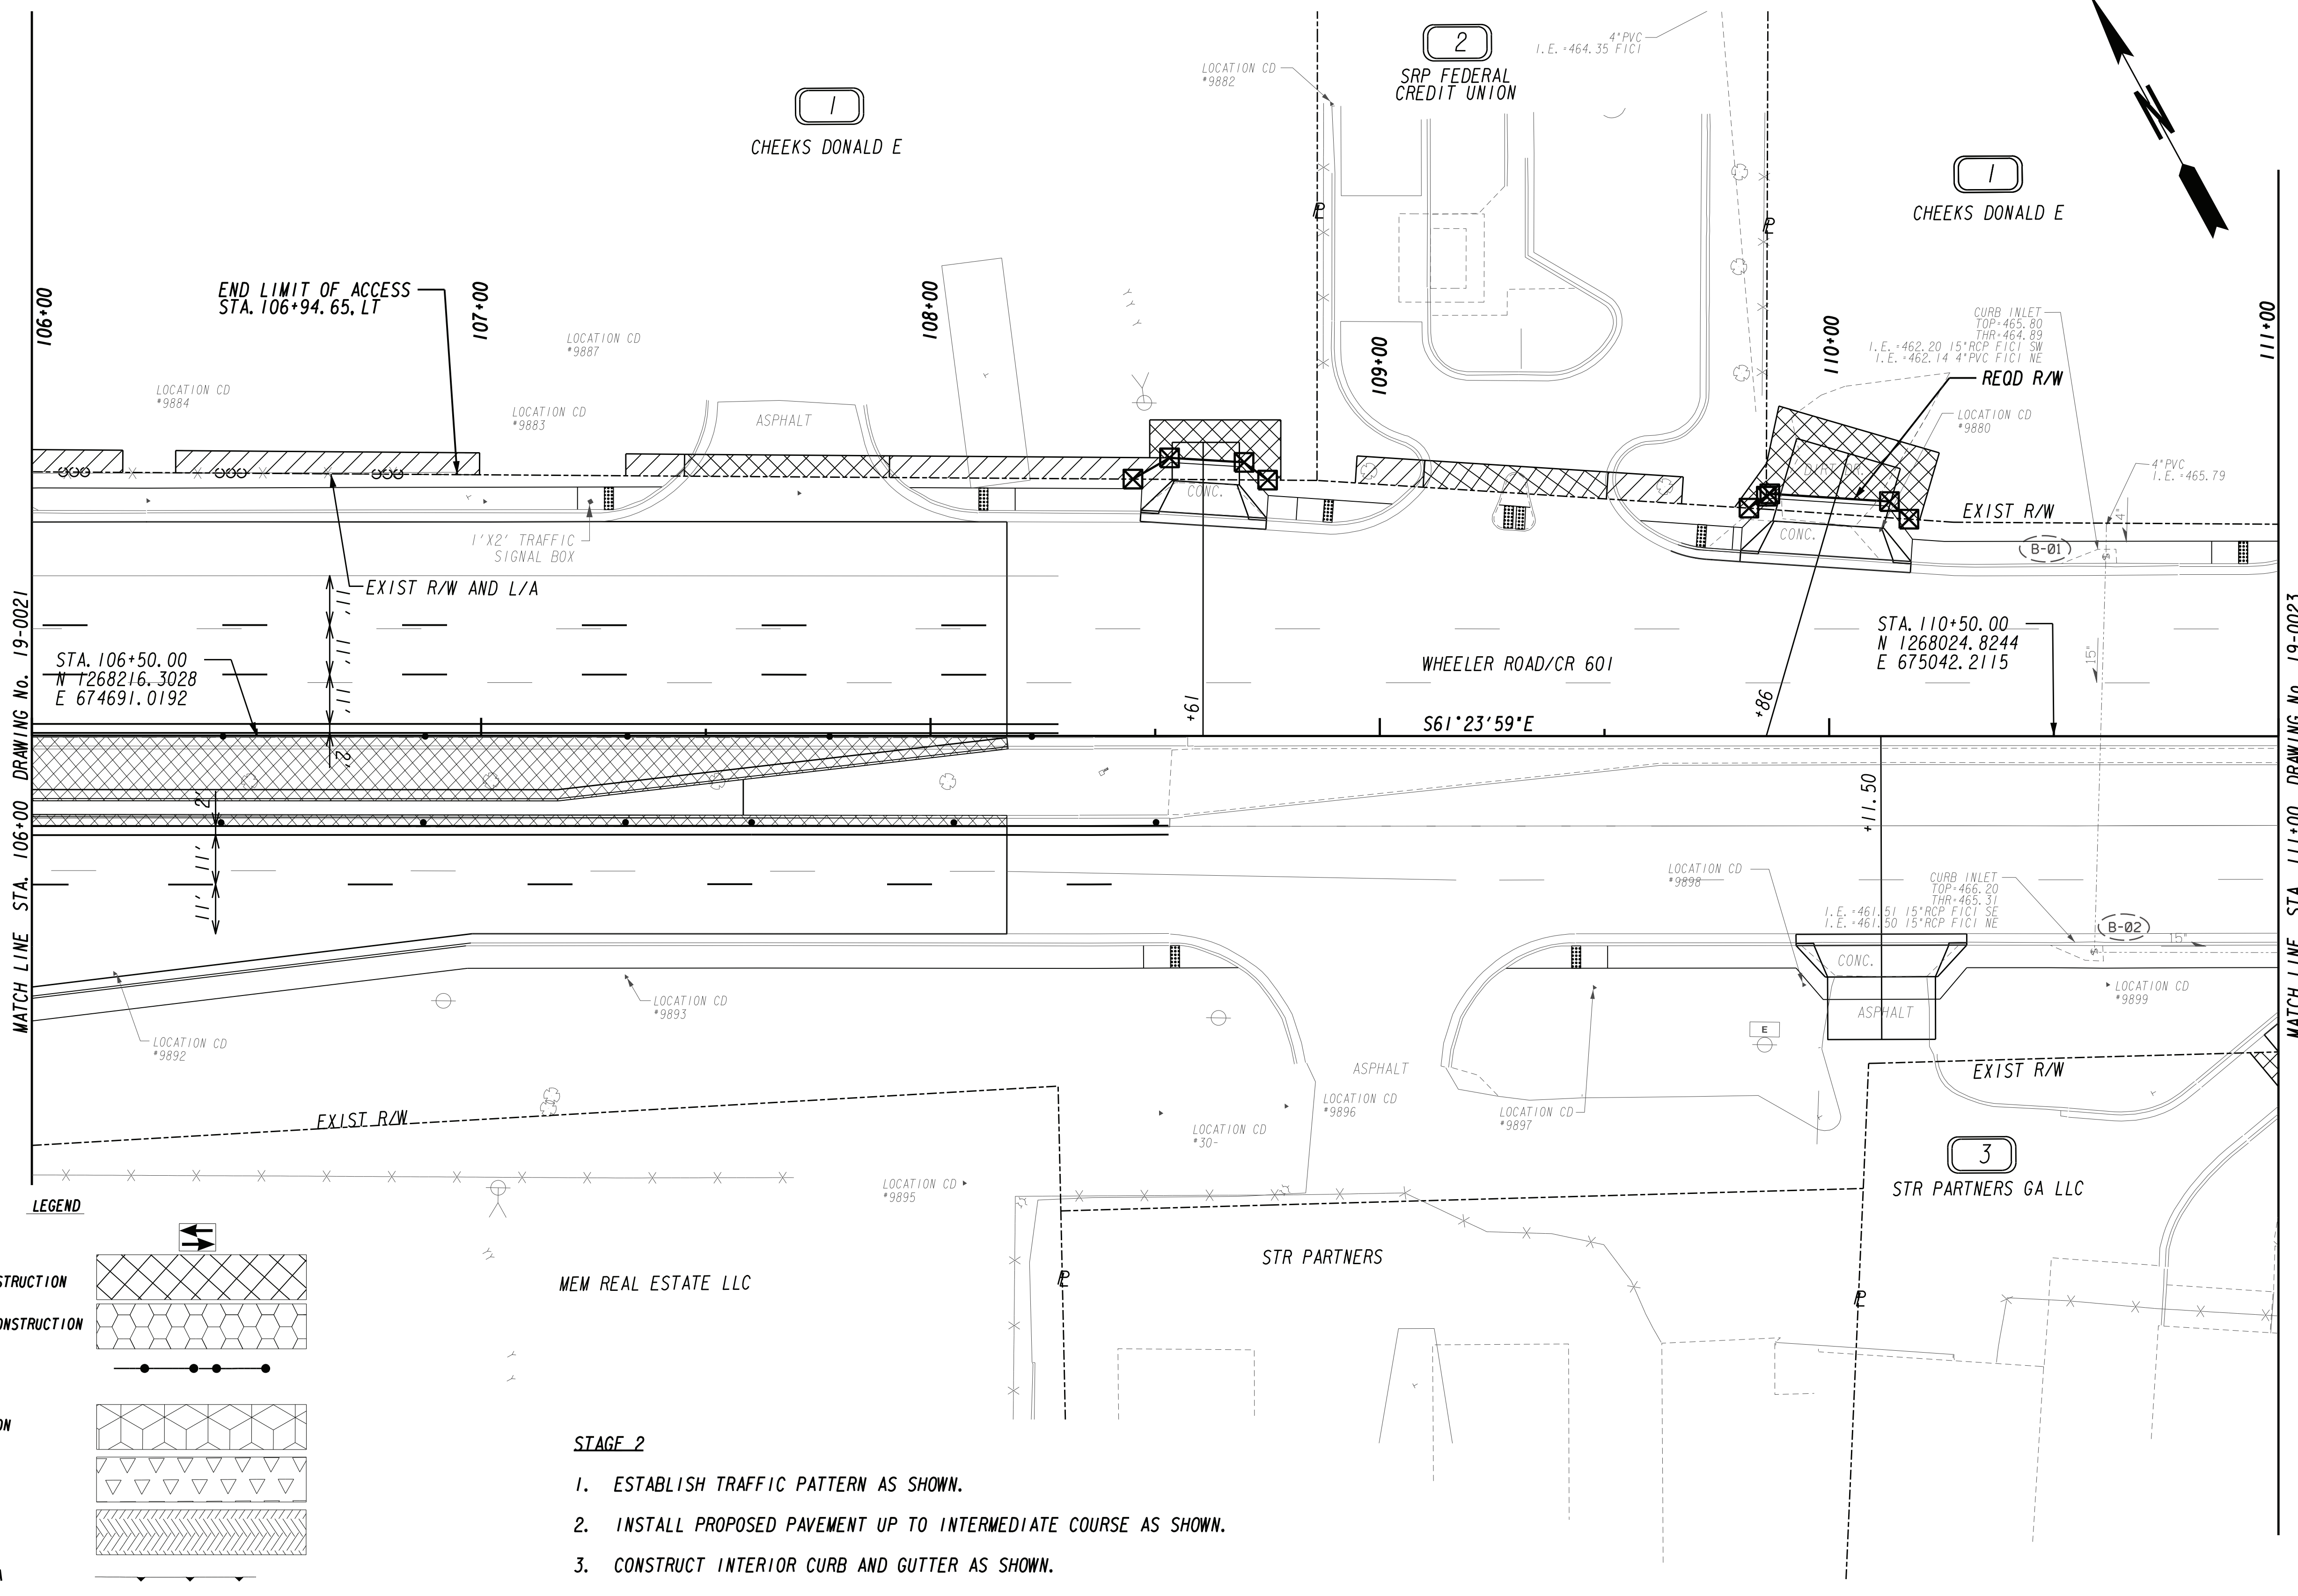 4"PVC
I.E.=464.35 FICI
2
SRP FEDERAL
CREDIT UNION
LOCATION CD
#9882
1
CHEEKS DONALD E
N
1
CHEEKS DONALD E
END LIMIT OF ACCESS
STA. 106+94.65, LT
106+00
107+00
108+00
109+00
110+00
111+00
PL
PL
LOCATION CD
#9884
LOCATION CD
#9887
LOCATION CD
#9883
ASPHALT
CURB INLET
TOP=465.80
THR=464.89
I.E.=462.20 15"RCP FICI SW
I.E.=462.14 4"PVC FICI NE
REQD R/W
LOCATION CD
#9880
4"PVC
I.E.=465.79
CONC.
DIRT DR.
CONC.
EXIST R/W
4"
B-01
1'X2' TRAFFIC
SIGNAL BOX
EXIST R/W AND L/A
11'
11'
11'
2'
STA. 106+50.00
N 1268216.3028
E 674691.0192
WHEELER ROAD/CR 601
STA. 110+50.00
N 1268024.8244
E 675042.2115
15"
+61
+86
S61°23'59"E
MATCH LINE STA. 106+00 DRAWING No. 19-0021
MATCH LINE STA. 111+00 DRAWING No. 19-0023
2'
11'
11'
+11.50
LOCATION CD
#9898
CURB INLET
TOP=466.20
THR=465.31
I.E.=461.51 15"RCP FICI SE
I.E.=461.50 15"RCP FICI NE
B-02
15"
CONC.
ASPHALT
LOCATION CD
#9899
LOCATION CD
#9892
LOCATION CD
#9893
E
ASPHALT
LOCATION CD
#9896
LOCATION CD
#9897
LOCATION CD
#30-
EXIST R/W
EXIST R/W
LOCATION CD
#9895
3
STR PARTNERS GA LLC
LEGEND
STRUCTION
ONSTRUCTION
ON
A
MEM REAL ESTATE LLC
STR PARTNERS
PL
PL
STAGE 2
1. ESTABLISH TRAFFIC PATTERN AS SHOWN.
2. INSTALL PROPOSED PAVEMENT UP TO INTERMEDIATE COURSE AS SHOWN.
3. CONSTRUCT INTERIOR CURB AND GUTTER AS SHOWN.